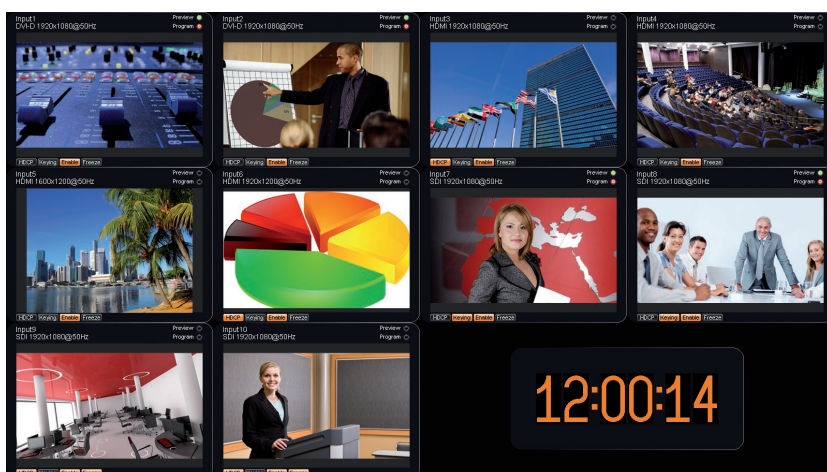 Input1
Preview
DVI-D 1920x1080@50Hz
Program
HDCP Keying Enable Freeze
Input2
Preview
DVI-D 1920x1080@50Hz
Program
HDCP Keying Enable Freeze
Input3
Preview
HDMI 1920x1080@50Hz
Program
HDCP Keying Enable Freeze
Input4
Preview
HDMI 1920x1080@50Hz
Program
HDCP Keying Enable Freeze
Input5
Preview
HDMI 1600x1200@50Hz
Program
HDCP Keying Enable Freeze
Input6
Preview
HDMI 1920x1200@50Hz
Program
HDCP Keying Enable Freeze
Input7
Preview
SDI 1920x1080@50Hz
Program
HDCP Keying Enable Freeze
Input8
Preview
SDI 1920x1080@50Hz
Program
HDCP Keying Enable Freeze
Input9
Preview
SDI 1920x1080@50Hz
Program
Input10
Preview
SDI 1920x1080@50Hz
Program
12:00:14